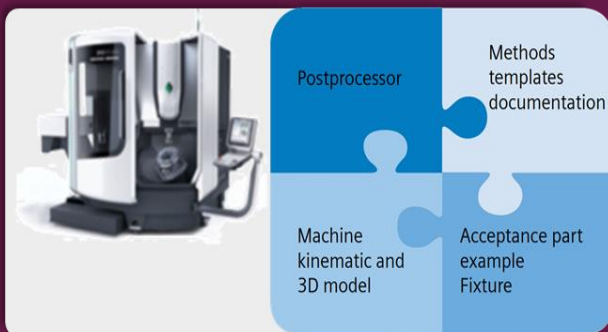 Postprocessor
Methods
templates
documentation
Machine
kinematic and
3D model
Acceptance part
example
Fixture